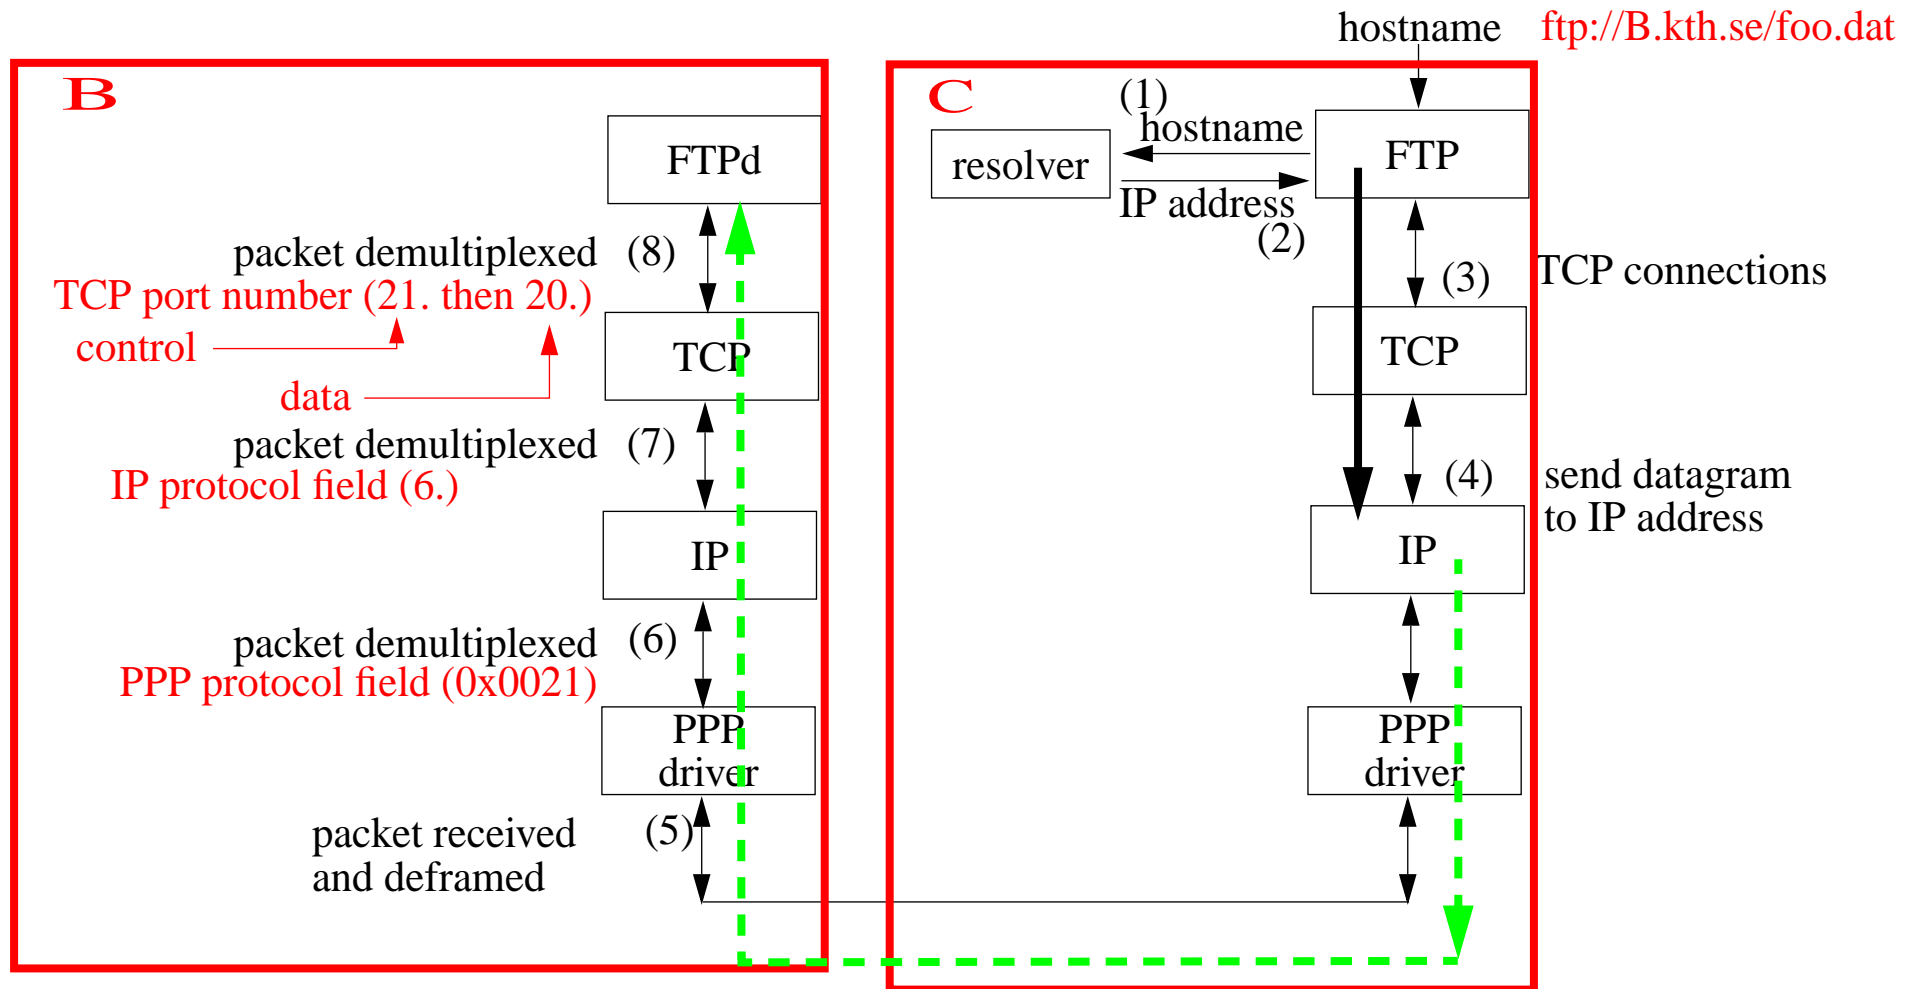 hostname
ftp://B.kth.se/foo.dat
B
FTPd
packet demultiplexed (8)
TCP port number (21. then 20.)
control
TCP
data
packet demultiplexed (7)
IP protocol field (6.)
IP
packet demultiplexed (6)
PPP protocol field (0x0021)
PPP
driver
packet received (5)
and deframed
C
(1)
hostname
resolver
FTP
IP address
(2)
(3)
TCP connections
TCP
(4)
send datagram
to IP address
IP
PPP
driver